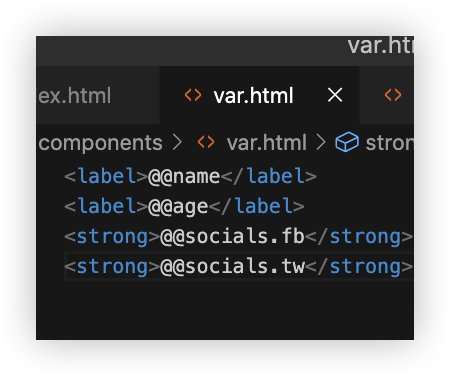 var.ht
ex.html
var.html
components > var.html > stron
<label>@@name</label>
<label>@@age</label>
<strong>@@socials.fb</strong>
<strong>@@socials.tw</strong>